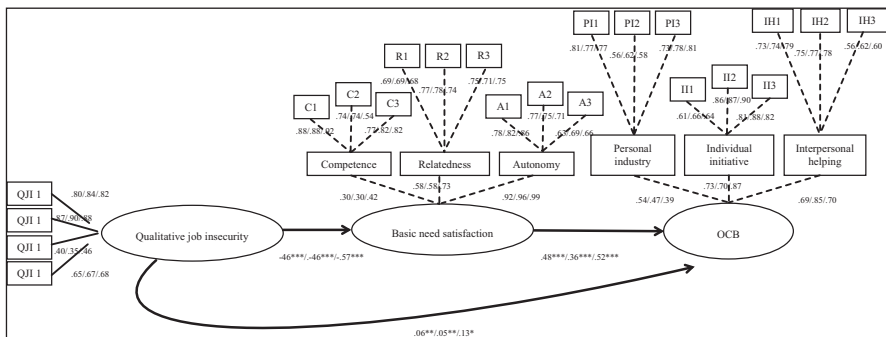 PI1 PI2 PI3 IH1 IH2 IH3
.81/.77/.77 .56/.62/.58 .73/.78/.81 .73/.74/.79 .75/.77/.78 .56/.62/.60
R1 R2 R3
.69/.69/.68 .77/.78/.74 .75/.71/.75
II1 II2 II3
.61/.66/.64 .86/.87/.90 .81/.88/.82
C1 C2 C3
.88/.88/.92 .74/.74/.54 .77/.82/.82
A1 A2 A3
.78/.82/.86 .77/.75/.71 .63/.69/.66
Competence Relatedness Autonomy
Personal industry
Individual initiative
Interpersonal helping
.30/.30/.42 .58/.58/.73 .92/.96/.99
.54/.47/.39 .73/.70/.87 .69/.85/.70
QJI 1 .80/.84/.82
QJI 1 .87/.90/.88
QJI 1 .40/.35/.46
QJI 1 .65/.67/.68
Qualitative job insecurity
Basic need satisfaction
OCB
-46***/-.46***/-.57***
.48***/.36***/.52***
.06**/.05**/.13*